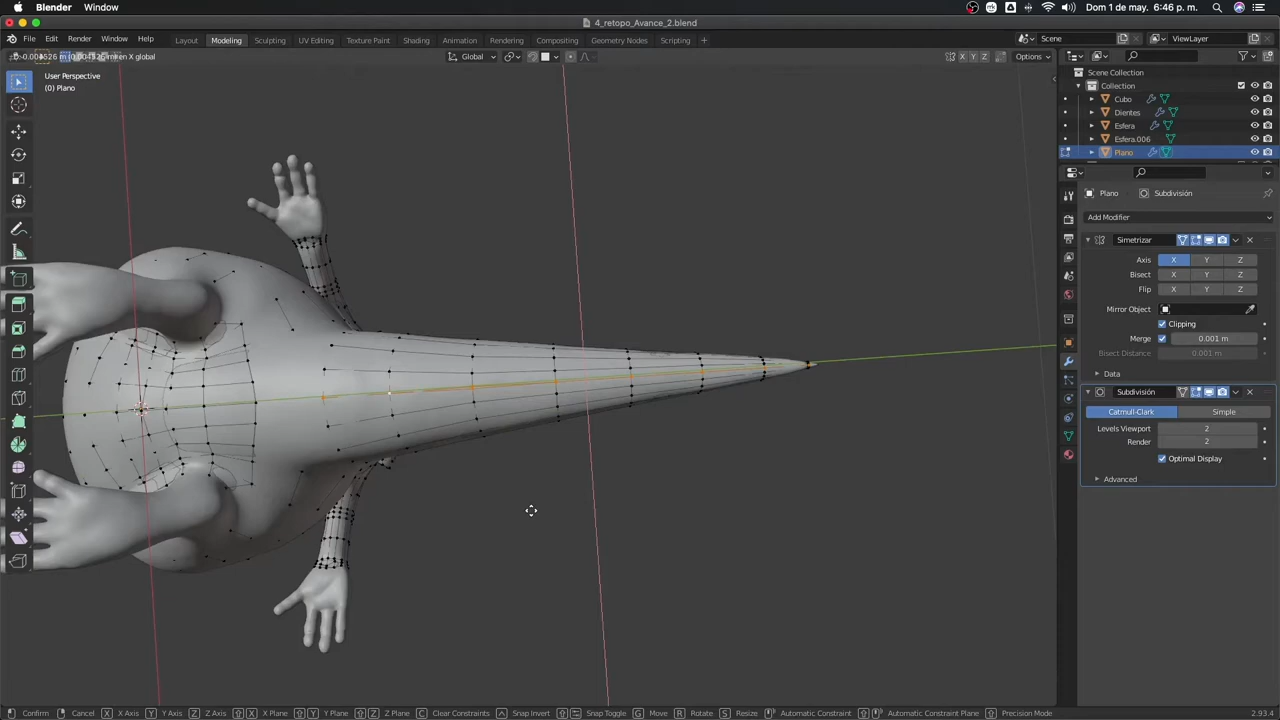 Blender Window
Dom 1 de may. 6:46 p. m.
4_retopo_Avance_2.blend
File Edit Render Window Help
Layout Modeling Sculpting UV Editing Texture Paint Shading Animation Rendering Compositing Geometry Nodes Scripting +
Scene ViewLayer
Global X Y Z Options
User Perspective
(0) Plano
Scene Collection
Collection
Cubo
Dientes
Esfera
Esfera.006
Plano
Plano Subdivisión
Add Modifier
Simetrizar
Axis X Y Z
Bisect X Y Z
Flip X Y Z
Mirror Object
Clipping
Merge 0.001 m
Bisect Distance 0.001 m
Data
Subdivisión
Catmull-Clark Simple
Levels Viewport 2
Render 2
Optimal Display
Advanced
Confirm Cancel X X Axis Y Y Axis Z Z Axis X Plane Y Plane Z Plane C Clear Constraints Snap Invert Snap Toggle G Move R Rotate S Resize Automatic Constraint Automatic Constraint Plane Precision Mode
2.93.4